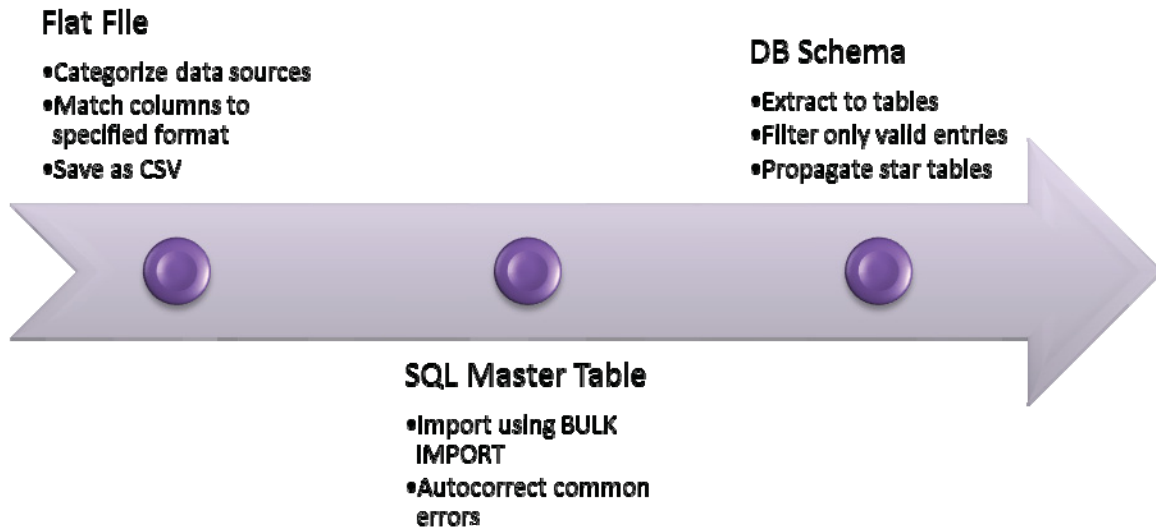 Flat File
•Categorize data sources
•Match columns to
specified format
•Save as CSV
SQL Master Table
•Import using BULK
IMPORT
•Autocorrect common
errors
DB Schema
•Extract to tables
•Filter only valid entries
•Propagate star tables